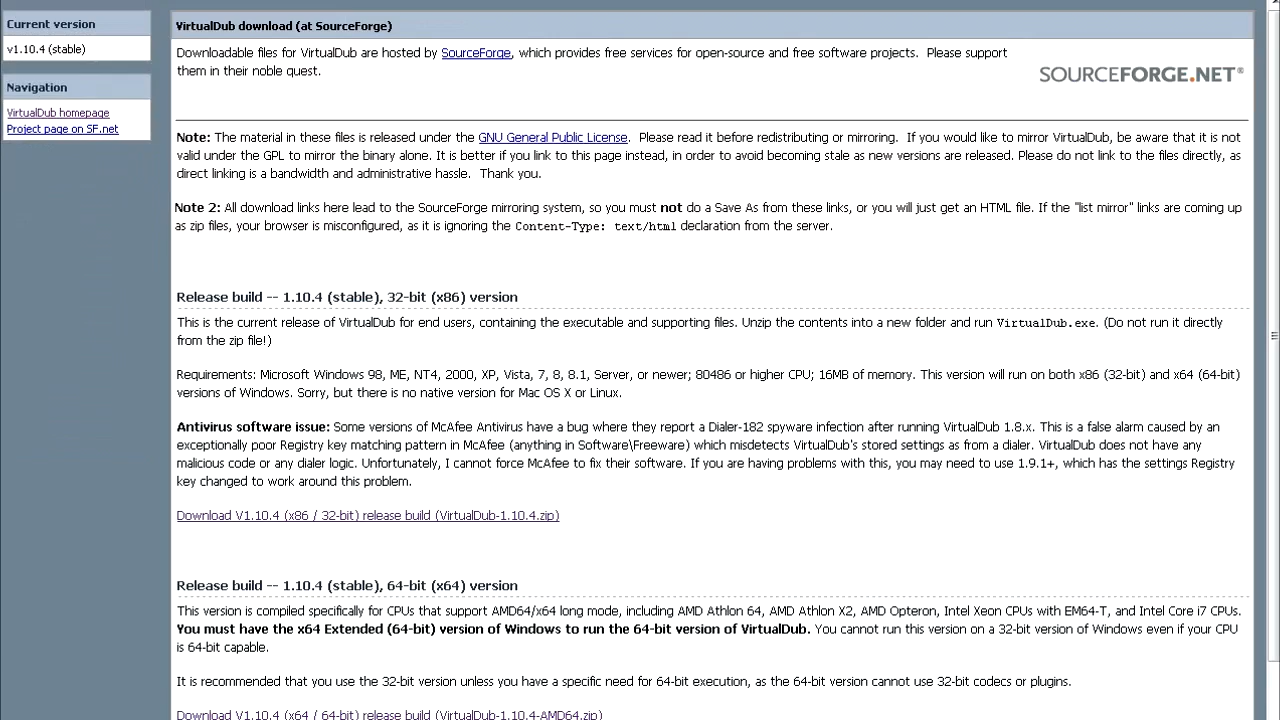 Current version
v1.10.4 (stable)
Navigation
VirtualDub homepage
Project page on SF.net
VirtualDub download (at SourceForge)
Downloadable files for VirtualDub are hosted by SourceForge, which provides free services for open-source and free software projects. Please support
them in their noble quest.
SOURCEFORGE.NET®
Note: The material in these files is released under the GNU General Public License. Please read it before redistributing or mirroring. If you would like to mirror VirtualDub, be aware that it is not
valid under the GPL to mirror the binary alone. It is better if you link to this page instead, in order to avoid becoming stale as new versions are released. Please do not link to the files directly, as
direct linking is a bandwidth and administrative hassle. Thank you.
Note 2: All download links here lead to the SourceForge mirroring system, so you must not do a Save As from these links, or you will just get an HTML file. If the "list mirror" links are coming up
as zip files, your browser is misconfigured, as it is ignoring the Content-Type: text/html declaration from the server.
Release build -- 1.10.4 (stable), 32-bit (x86) version
This is the current release of VirtualDub for end users, containing the executable and supporting files. Unzip the contents into a new folder and run VirtualDub.exe. (Do not run it directly
from the zip file!)
Requirements: Microsoft Windows 98, ME, NT4, 2000, XP, Vista, 7, 8, 8.1, Server, or newer; 80486 or higher CPU; 16MB of memory. This version will run on both x86 (32-bit) and x64 (64-bit)
versions of Windows. Sorry, but there is no native version for Mac OS X or Linux.
Antivirus software issue: Some versions of McAfee Antivirus have a bug where they report a Dialer-182 spyware infection after running VirtualDub 1.8.x. This is a false alarm caused by an
exceptionally poor Registry key matching pattern in McAfee (anything in Software\Freeware) which misdetects VirtualDub's stored settings as from a dialer. VirtualDub does not have any
malicious code or any dialer logic. Unfortunately, I cannot force McAfee to fix their software. If you are having problems with this, you may need to use 1.9.1+, which has the settings Registry
key changed to work around this problem.
Download V1.10.4 (x86 / 32-bit) release build (VirtualDub-1.10.4.zip)
Release build -- 1.10.4 (stable), 64-bit (x64) version
This version is compiled specifically for CPUs that support AMD64/x64 long mode, including AMD Athlon 64, AMD Athlon X2, AMD Opteron, Intel Xeon CPUs with EM64-T, and Intel Core i7 CPUs.
You must have the x64 Extended (64-bit) version of Windows to run the 64-bit version of VirtualDub. You cannot run this version on a 32-bit version of Windows even if your CPU
is 64-bit capable.
It is recommended that you use the 32-bit version unless you have a specific need for 64-bit execution, as the 64-bit version cannot use 32-bit codecs or plugins.
Download V1.10.4 (x64 / 64-bit) release build (VirtualDub-1.10.4-AMD64.zip)